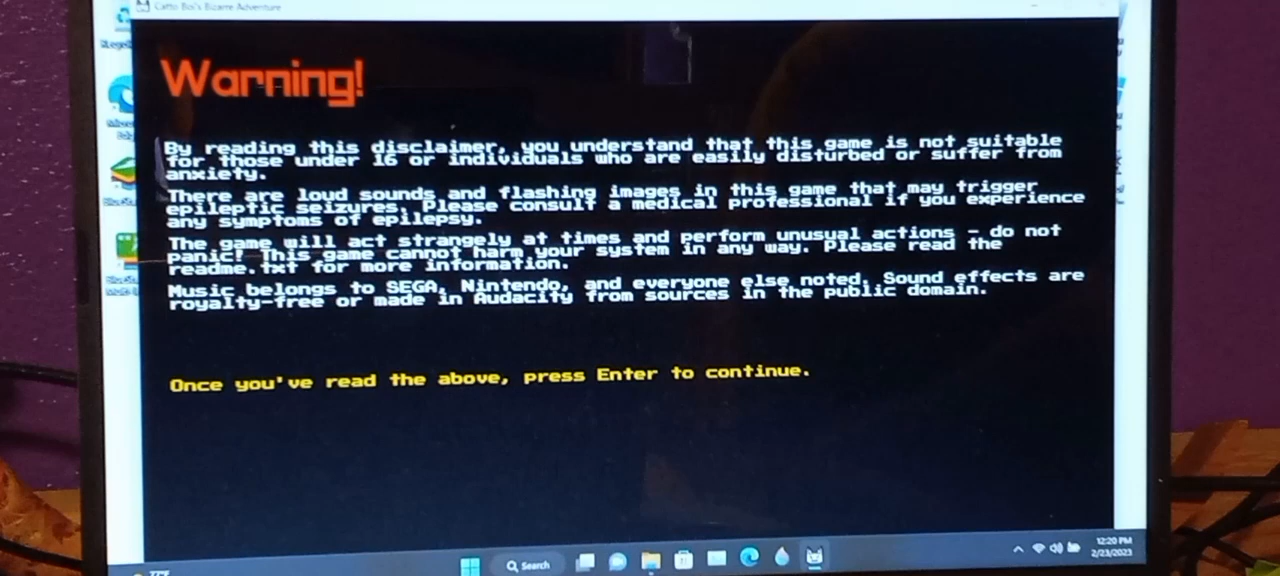 Catto Boi's Bizarre Adventure
Warning!
By reading this disclaimer, you understand that this game is not suitable
for those under 16 or individuals who are easily disturbed or suffer from
anxiety.
There are loud sounds and flashing images in this game that may trigger
epileptic seizures. Please consult a medical professional if you experience
any symptoms of epilepsy.
The game will act strangely at times and perform unusual actions - do not
panic! This game cannot harm your system in any way. Please read the
readme.txt for more information.
Music belongs to SEGA, Nintendo, and everyone else noted. Sound effects are
royalty-free or made in Audacity from sources in the public domain.
Once you've read the above, press Enter to continue.
Search
12:20 PM
2/23/2023